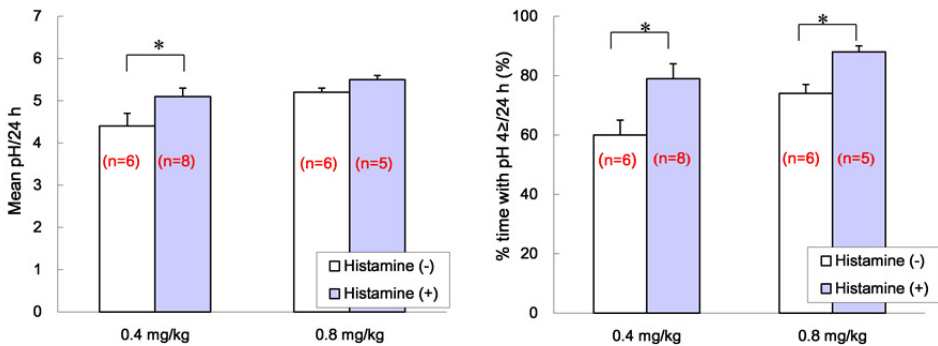 Mean pH/24 h
7
6
5
4
3
2
1
0
*
(n=6) (n=8) (n=6) (n=5)
Histamine (-)
Histamine (+)
0.4 mg/kg 0.8 mg/kg
% time with pH 4≥/24 h (%)
100
80
60
40
20
0
* *
(n=6) (n=8) (n=6) (n=5)
Histamine (-)
Histamine (+)
0.4 mg/kg 0.8 mg/kg